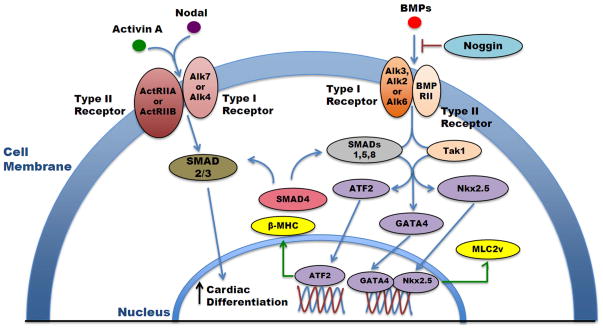 Nodal
BMPs
Activin A
Noggin
Alk7
or
Alk4
ActRIIA
or
ActRIIB
Type II
Receptor
Type I
Receptor
Alk3,
Alk2
or
Alk6
BMP
RII
Type I
Receptor
Type II
Receptor
Cell
Membrane
SMADs
1,5,8
Tak1
SMAD
2/3
ATF2
Nkx2.5
SMAD4
β-MHC
GATA4
MLC2v
ATF2
GATA4
Nkx2.5
Cardiac
Differentiation
Nucleus